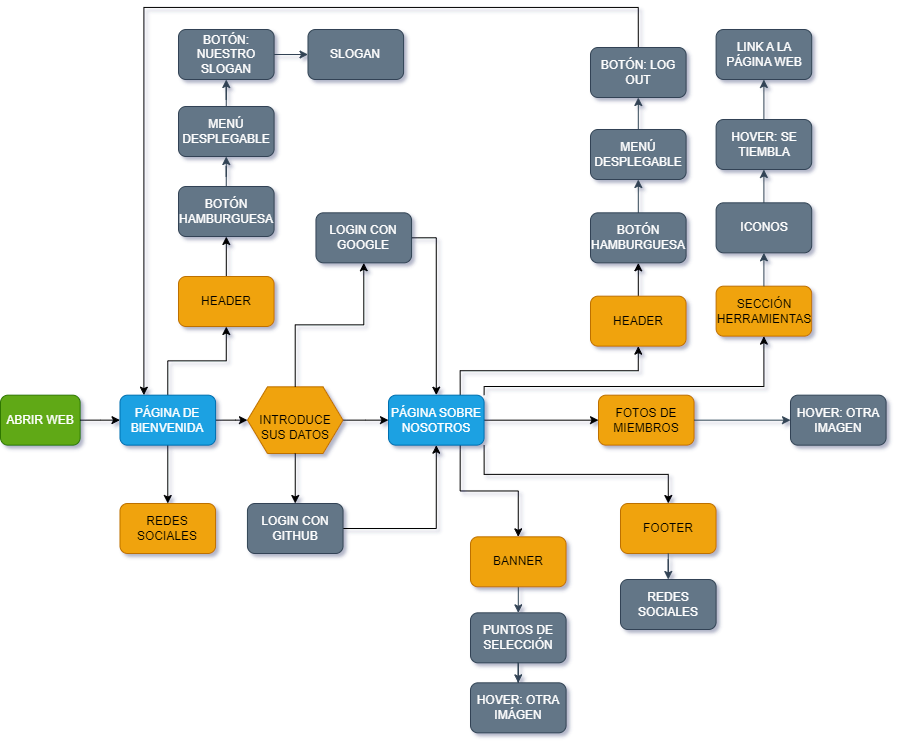 BOTÓN:
NUESTRO
SLOGAN
SLOGAN
BOTÓN: LOG
OUT
LINK A LA
PÁGINA WEB
MENÚ
DESPLEGABLE
MENÚ
DESPLEGABLE
HOVER: SE
TIEMBLA
BOTÓN
HAMBURGUESA
LOGIN CON
GOOGLE
BOTÓN
HAMBURGUESA
ICONOS
HEADER
HEADER
SECCIÓN
HERRAMIENTAS
ABRIR WEB
PÁGINA DE
BIENVENIDA
INTRODUCE
SUS DATOS
PÁGINA SOBRE
NOSOTROS
FOTOS DE
MIEMBROS
HOVER: OTRA
IMAGEN
REDES
SOCIALES
LOGIN CON
GITHUB
BANNER
FOOTER
PUNTOS DE
SELECCIÓN
REDES
SOCIALES
HOVER: OTRA
IMÁGEN